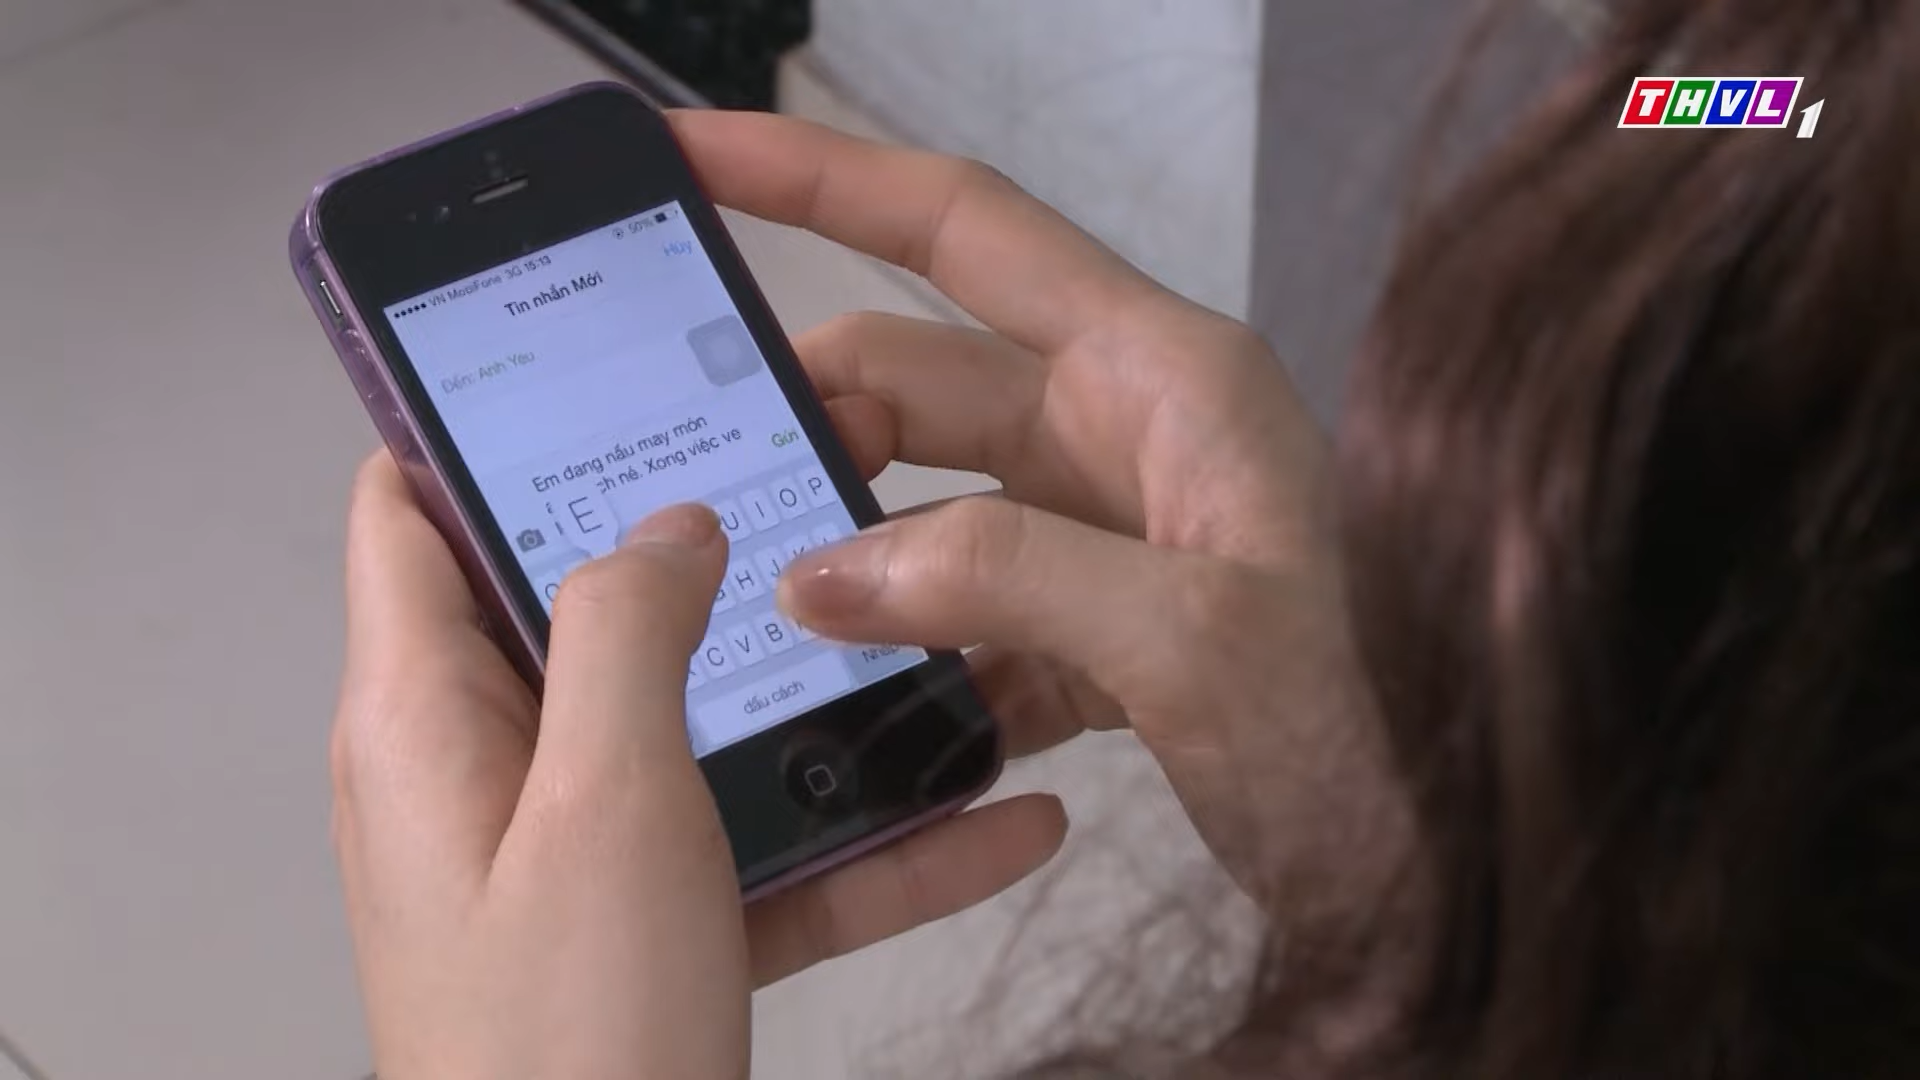 THVL1
VN MobiFone 3G 15:13 50%
Tin nhắn Mới
Hủy
Đến: Anh Yeu
Em đang nấu may món
ch né. Xong việc ve
Gửi
E
U I O P
G H J K L
C V B
dấu cách
Nhập